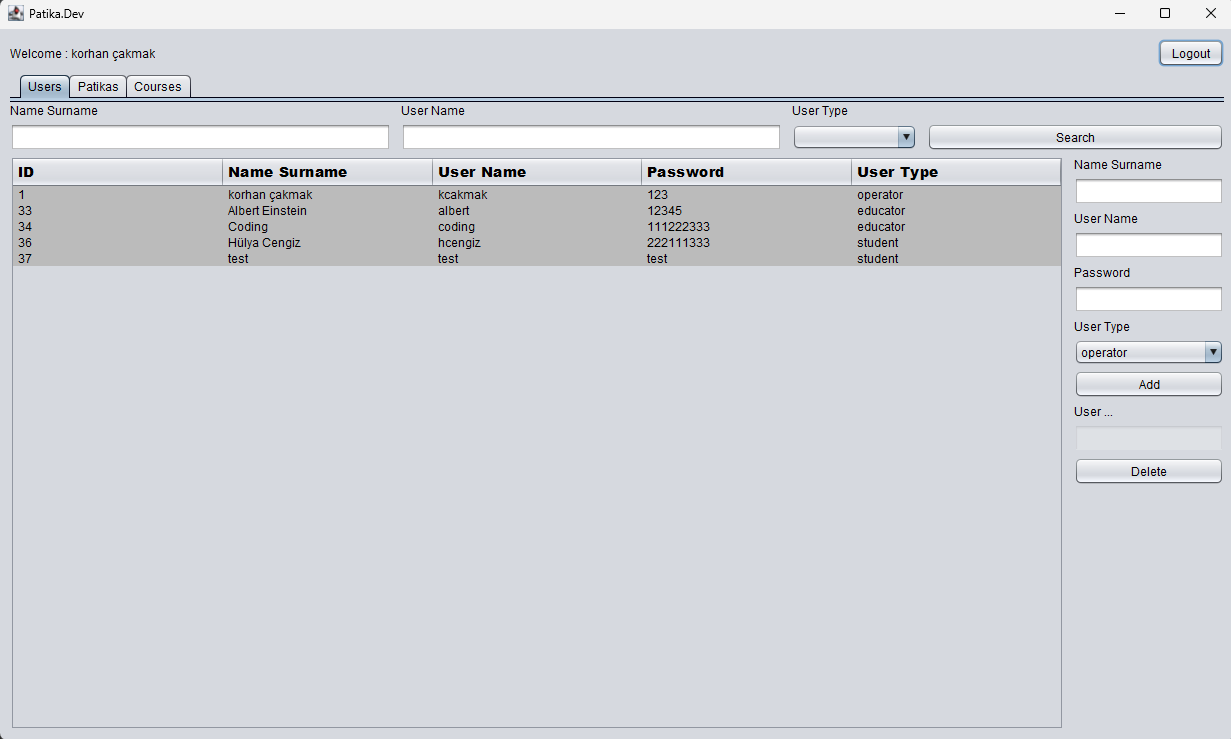 Patika.Dev
Welcome : korhan çakmak
Logout
Users Patikas Courses
Name Surname User Name User Type
Search
ID Name Surname User Name Password User Type
1 korhan çakmak kcakmak 123 operator
33 Albert Einstein albert 12345 educator
34 Coding coding 111222333 educator
36 Hülya Cengiz hcengiz 222111333 student
37 test test test student
Name Surname
User Name
Password
User Type
operator
Add
User ...
Delete